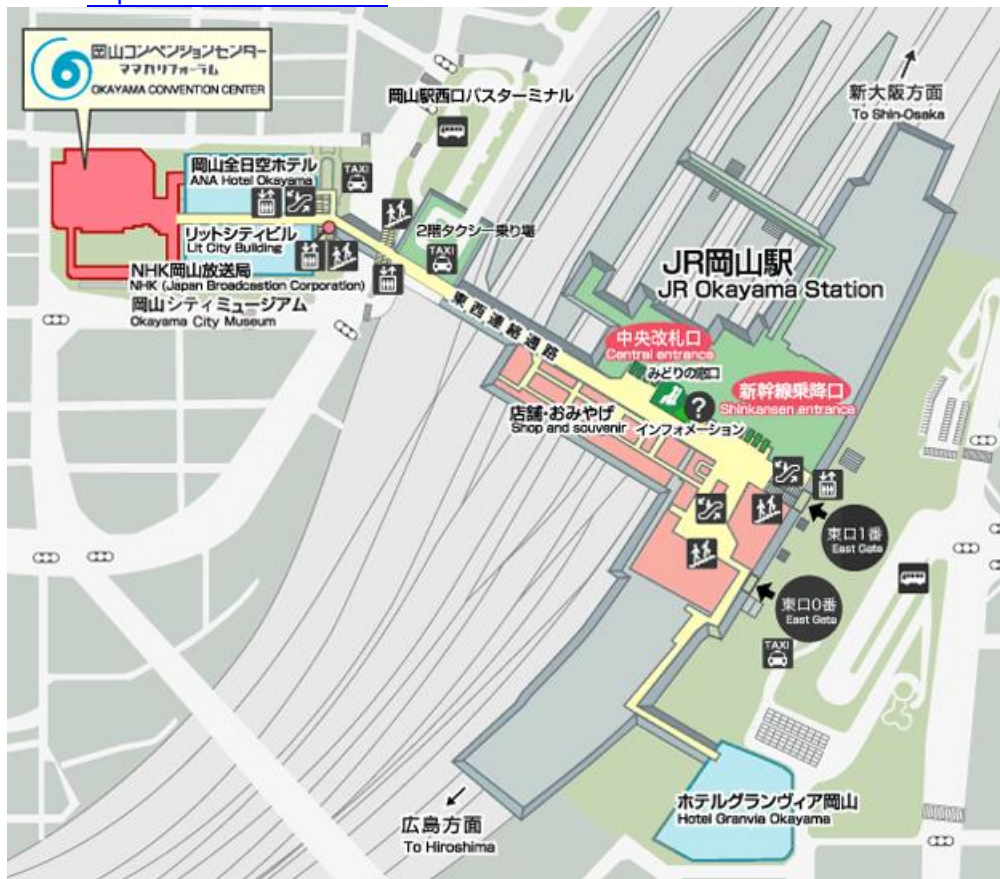 岡山コンベンションセンター
ママカリフォーラム
OKAYAMA CONVENTION CENTER
岡山駅西口バスターミナル
新大阪方面
To Shin-Osaka
岡山全日空ホテル
ANA Hotel Okayama
TAXI
2階タクシー乗り場
TAXI
リットシティビル
Lit City Building
NHK岡山放送局
NHK (Japan Broadcastion Corporation)
岡山シティミュージアム
Okayama City Museum
JR岡山駅
JR Okayama Station
東西連絡通路
中央改札口
Central entrance
みどりの窓口
新幹線乗降口
Shinkansen entrance
?
店舗・おみやげ
Shop and souvenir
インフォメーション
東口1番
East Gate
東口0番
East Gate
TAXI
ホテルグランヴィア岡山
Hotel Granvia Okayama
広島方面
To Hiroshima